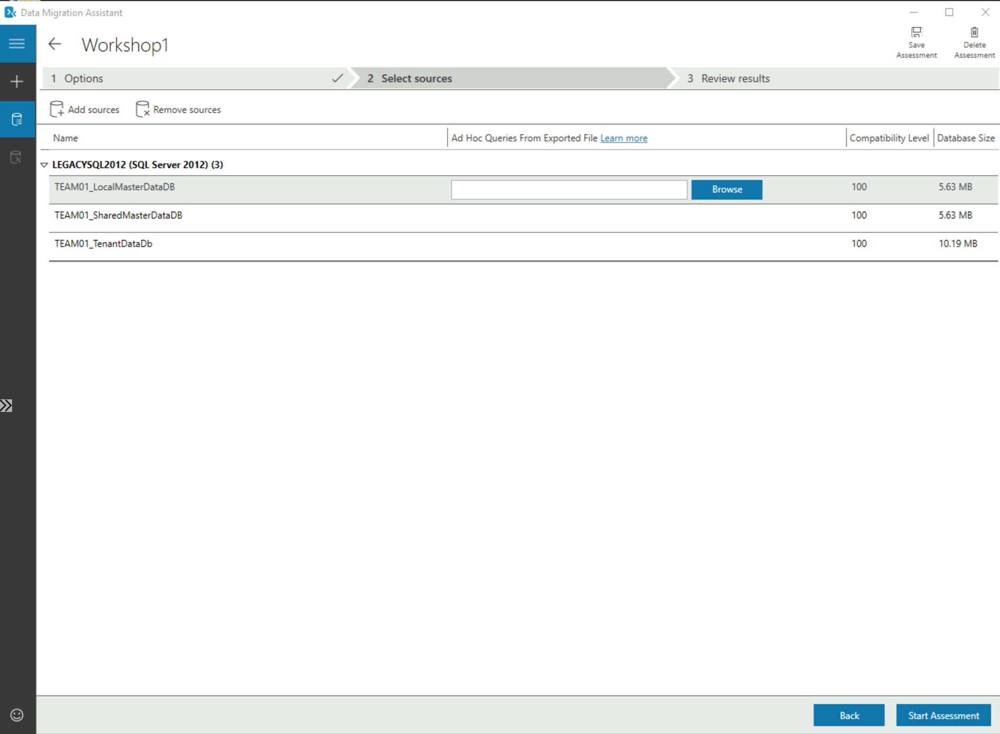 Data Migration Assistant
Workshop1
Save Assessment
Delete Assessment
1 Options
2 Select sources
3 Review results
Add sources
Remove sources
Name
Ad Hoc Queries From Exported File Learn more
Compatibility Level
Database Size
LEGACYSQL2012 (SQL Server 2012) (3)
TEAM01_LocalMasterDataDB
Browse
100
5.63 MB
TEAM01_SharedMasterDataDB
100
5.63 MB
TEAM01_TenantDataDb
100
10.19 MB
Back
Start Assessment